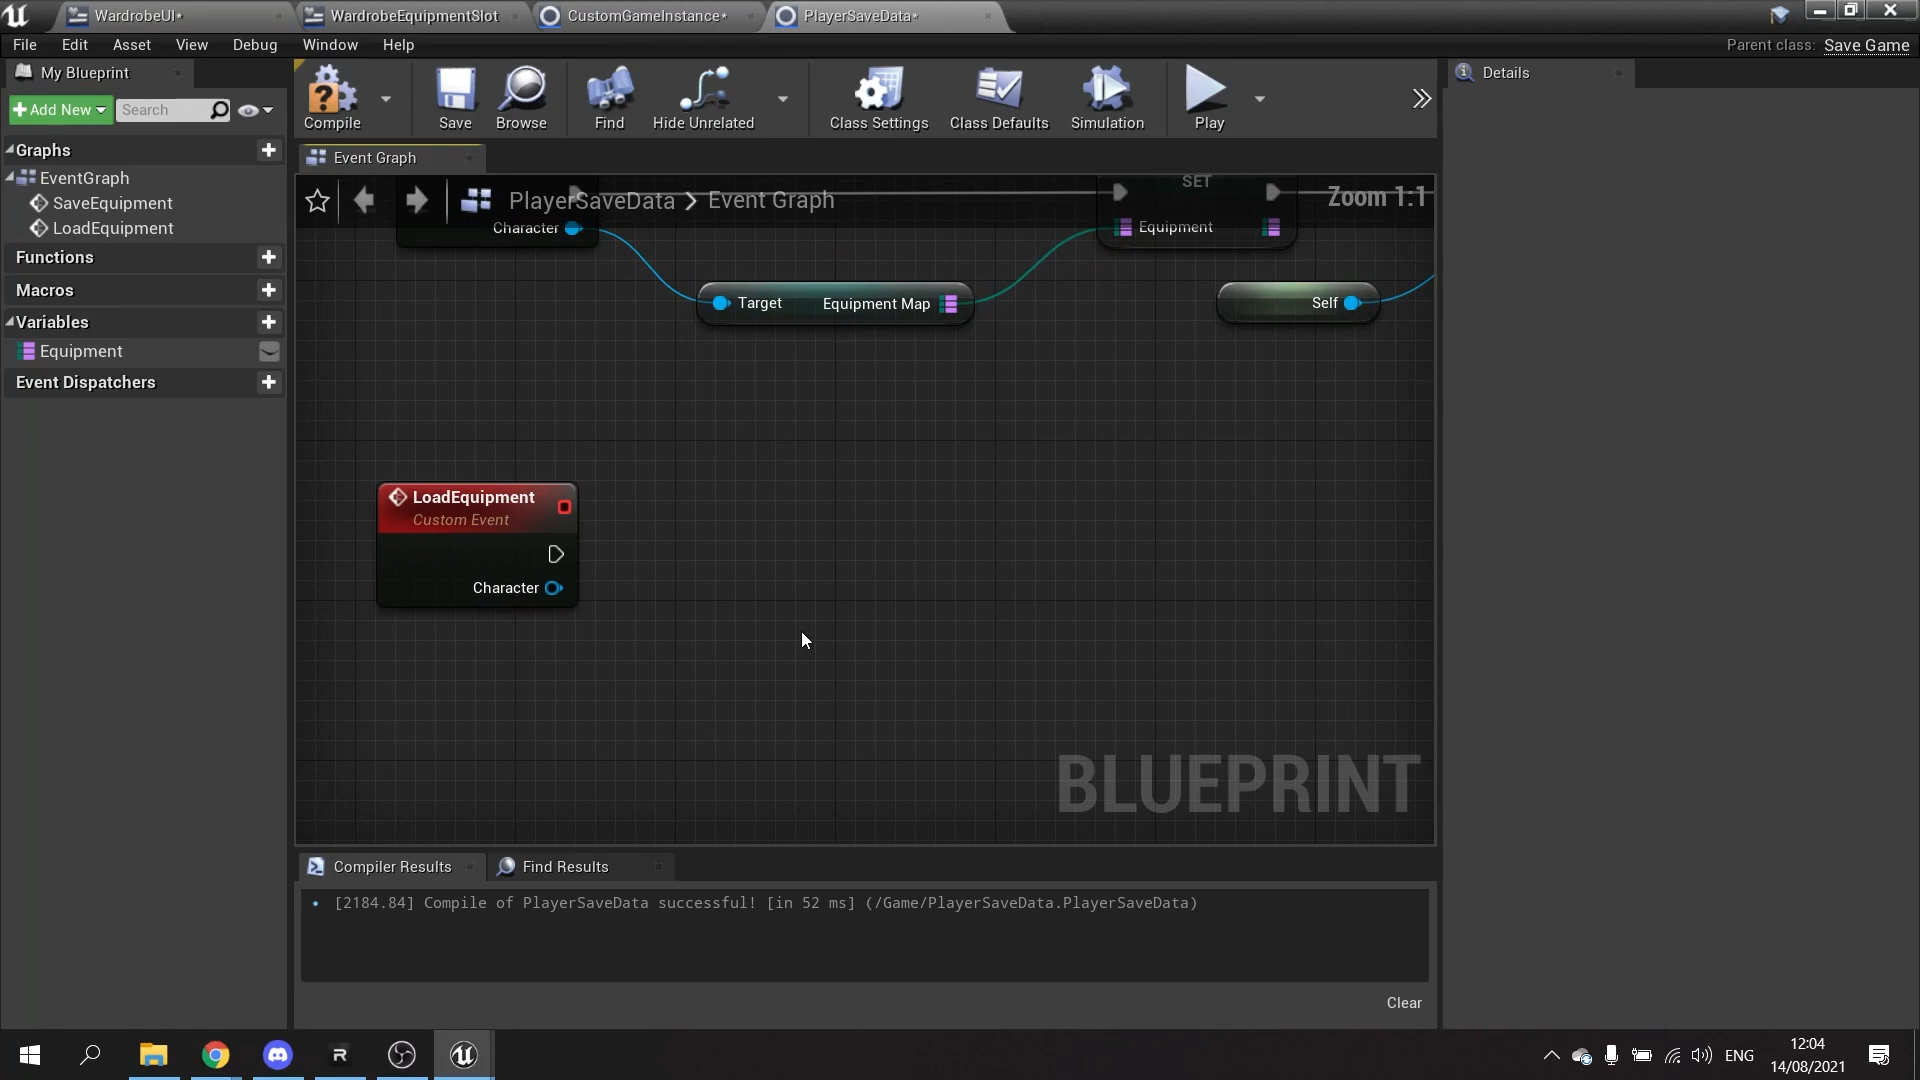 WardrobeUI*
WardrobeEquipmentSlot
CustomGameInstance*
PlayerSaveData*
File
Edit
Asset
View
Debug
Window
Help
Parent class: Save Game
My Blueprint
Details
Add New
Search
Compile
Save
Browse
Find
Hide Unrelated
Class Settings
Class Defaults
Simulation
Play
Graphs
EventGraph
SaveEquipment
LoadEquipment
Functions
Macros
Variables
Equipment
Event Dispatchers
Event Graph
PlayerSaveData > Event Graph
Zoom 1:1
SET
Character
Equipment
Target
Equipment Map
Self
LoadEquipment
Custom Event
Character
BLUEPRINT
Compiler Results
Find Results
[2184.84] Compile of PlayerSaveData successful! [in 52 ms] (/Game/PlayerSaveData.PlayerSaveData)
Clear
ENG
12:04
14/08/2021